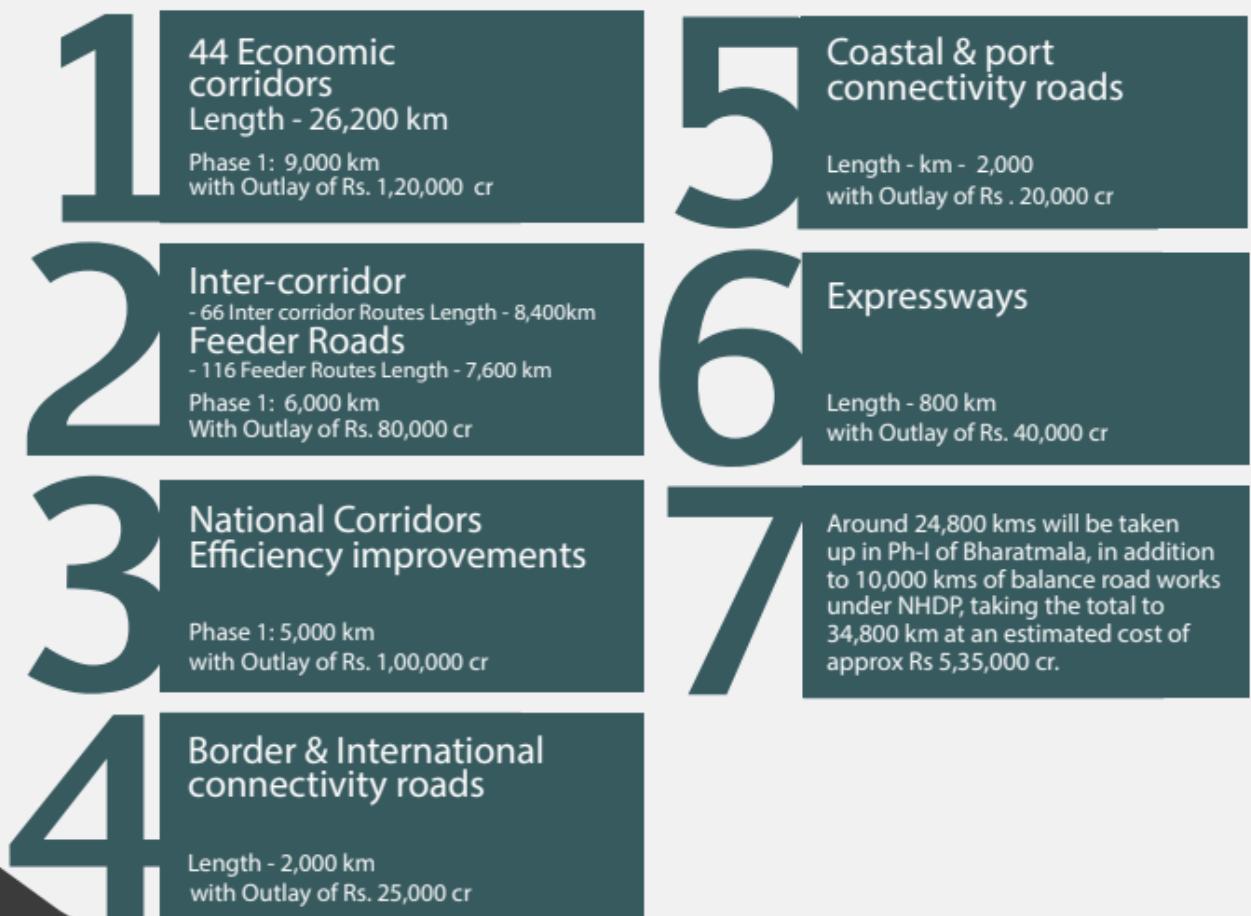 1
44 Economic
corridors
Length - 26,200 km
Phase 1: 9,000 km
with Outlay of Rs. 1,20,000 cr
2
Inter-corridor
- 66 Inter corridor Routes Length - 8,400km
Feeder Roads
- 116 Feeder Routes Length - 7,600 km
Phase 1: 6,000 km
With Outlay of Rs. 80,000 cr
3
National Corridors
Efficiency improvements
Phase 1: 5,000 km
with Outlay of Rs. 1,00,000 cr
4
Border & International
connectivity roads
Length - 2,000 km
with Outlay of Rs. 25,000 cr
5
Coastal & port
connectivity roads
Length - km - 2,000
with Outlay of Rs . 20,000 cr
6
Expressways
Length - 800 km
with Outlay of Rs. 40,000 cr
7
Around 24,800 kms will be taken
up in Ph-I of Bharatmala, in addition
to 10,000 kms of balance road works
under NHDP, taking the total to
34,800 km at an estimated cost of
approx Rs 5,35,000 cr.